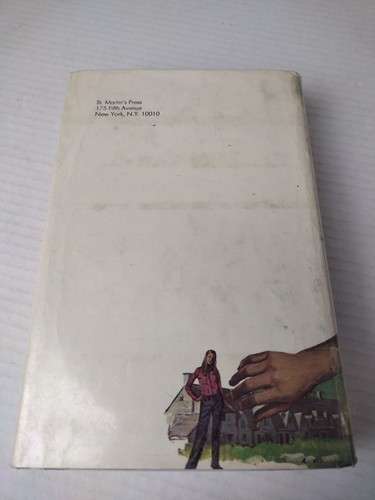 St. Martin's Press
175 Fifth Avenue
New York, N.Y. 10010